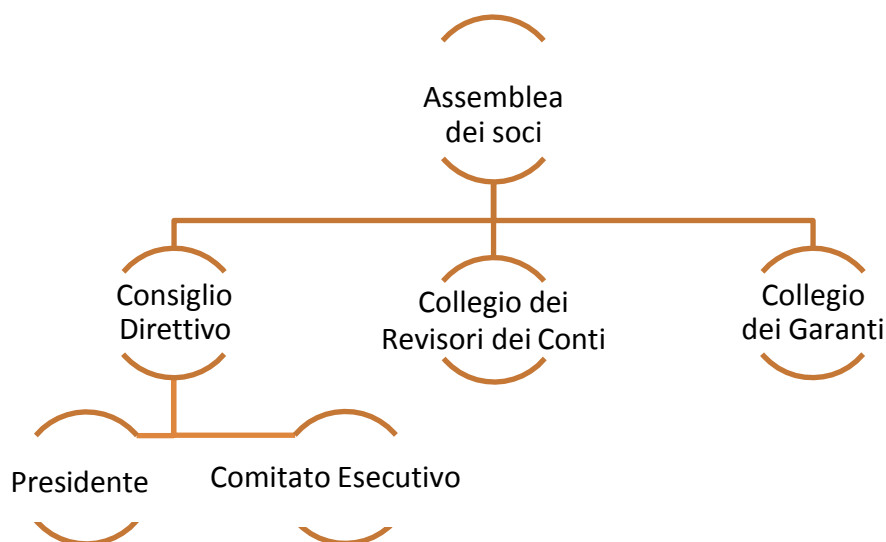 Assemblea
dei soci
Consiglio
Direttivo
Collegio dei
Revisori dei Conti
Collegio
dei Garanti
Presidente
Comitato Esecutivo